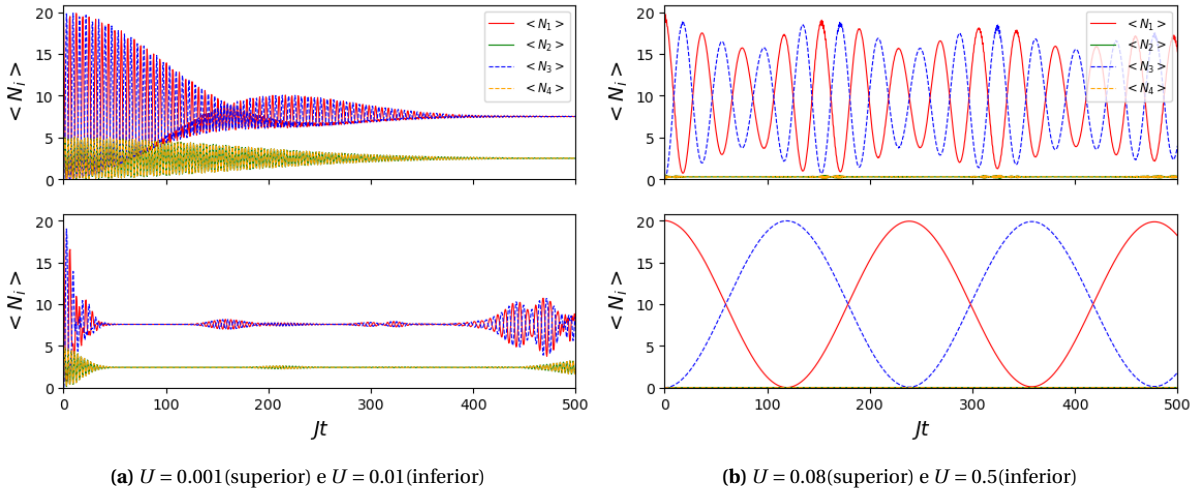 20
15
10
5
0
< N_i >
< N_1 >
< N_2 >
< N_3 >
< N_4 >
20
15
10
5
0
< N_i >
0 100 200 300 400 500
Jt
20
15
10
5
0
< N_i >
< N_1 >
< N_2 >
< N_3 >
< N_4 >
20
15
10
5
0
< N_i >
0 100 200 300 400 500
Jt
(a) U = 0.001(superior) e U = 0.01(inferior)
(b) U = 0.08(superior) e U = 0.5(inferior)